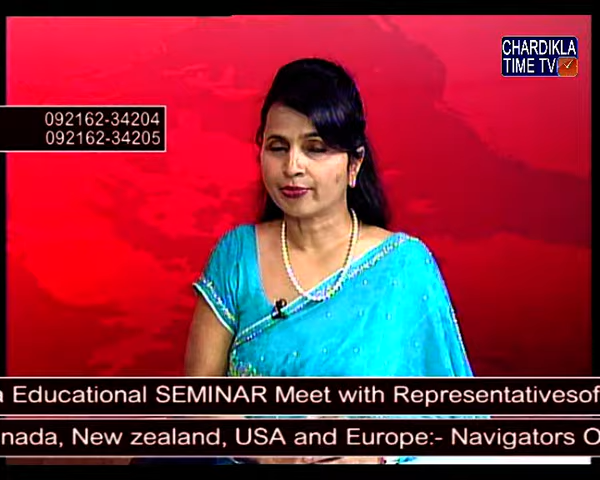 CHARDIKLA
TIME TV
092162-34204
092162-34205
a Educational SEMINAR Meet with Representativesof
nada, New zealand, USA and Europe:- Navigators O